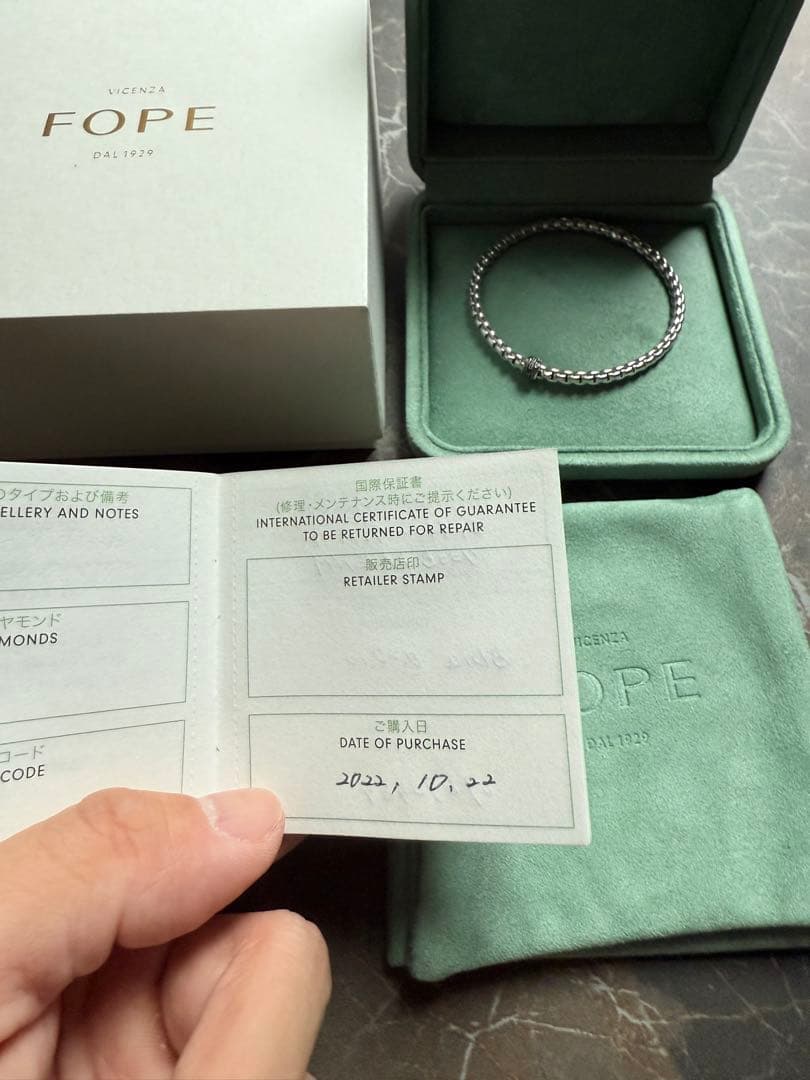 VICENZA
FOPE
DAL 1929
のタイプおよび備考
ELLERY AND NOTES
ヤモンド
MONDS
コード
CODE
国際保証書
(修理・メンテナンス時にご提示ください)
INTERNATIONAL CERTIFICATE OF GUARANTEE
TO BE RETURNED FOR REPAIR
販売店印
RETAILER STAMP
ご購入日
DATE OF PURCHASE
2022, 10, 22
VICENZA
OPE
DAL 1929